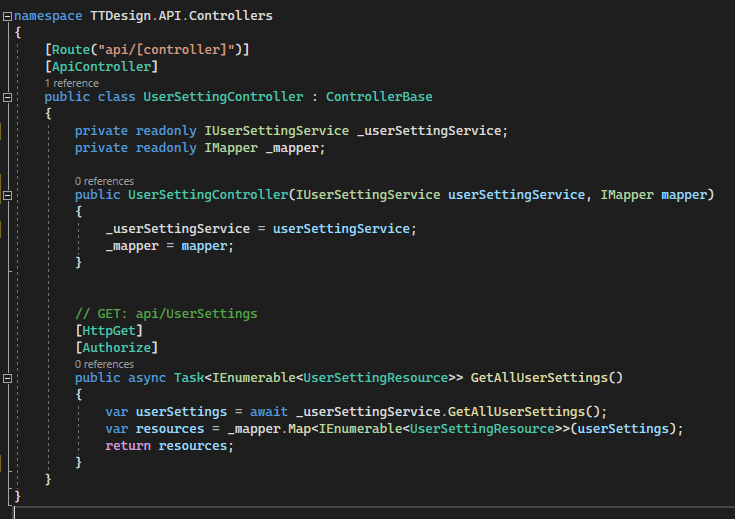 namespace TTDesign.API.Controllers
{
[Route("api/[controller]")]
[ApiController]
1 reference
public class UserSettingController : ControllerBase
{
private readonly IUserSettingService _userSettingService;
private readonly IMapper _mapper;
0 references
public UserSettingController(IUserSettingService userSettingService, IMapper mapper)
{
_userSettingService = userSettingService;
_mapper = mapper;
}
// GET: api/UserSettings
[HttpGet]
[Authorize]
0 references
public async Task<IEnumerable<UserSettingResource>> GetAllUserSettings()
{
var userSettings = await _userSettingService.GetAllUserSettings();
var resources = _mapper.Map<IEnumerable<UserSettingResource>>(userSettings);
return resources;
}
}
}